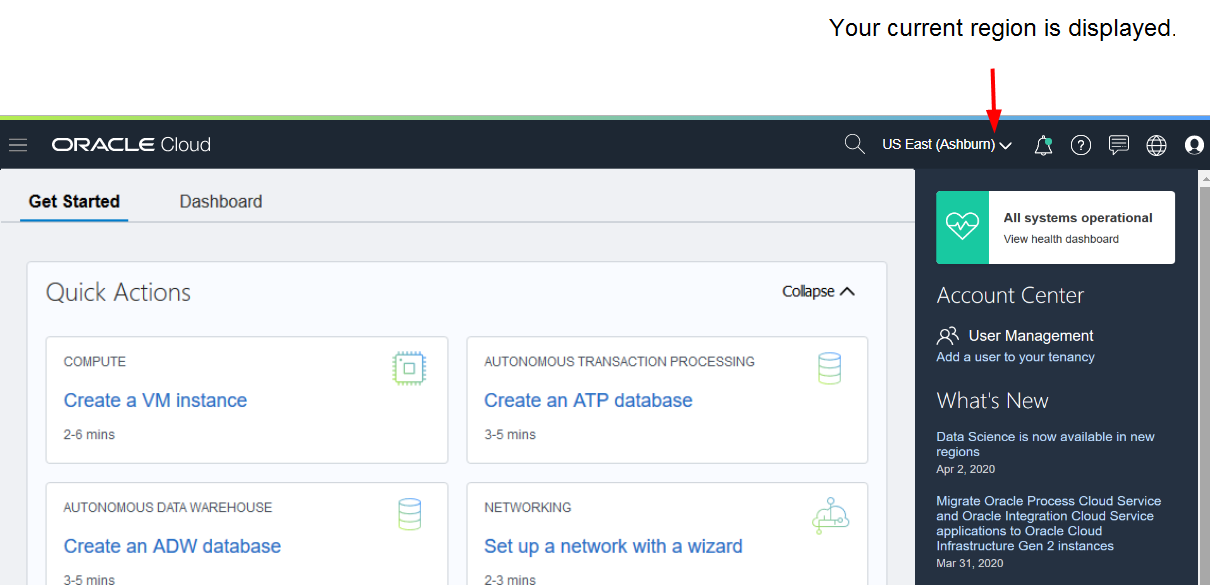 Your current region is displayed.
ORACLE Cloud
US East (Ashburn)
Get Started
Dashboard
Quick Actions
Collapse
COMPUTE
Create a VM instance
2-6 mins
AUTONOMOUS TRANSACTION PROCESSING
Create an ATP database
3-5 mins
AUTONOMOUS DATA WAREHOUSE
Create an ADW database
3-5 mins
NETWORKING
Set up a network with a wizard
2-3 mins
All systems operational
View health dashboard
Account Center
User Management
Add a user to your tenancy
What's New
Data Science is now available in new
regions
Apr 2, 2020
Migrate Oracle Process Cloud Service
and Oracle Integration Cloud Service
applications to Oracle Cloud
Infrastructure Gen 2 instances
Mar 31, 2020